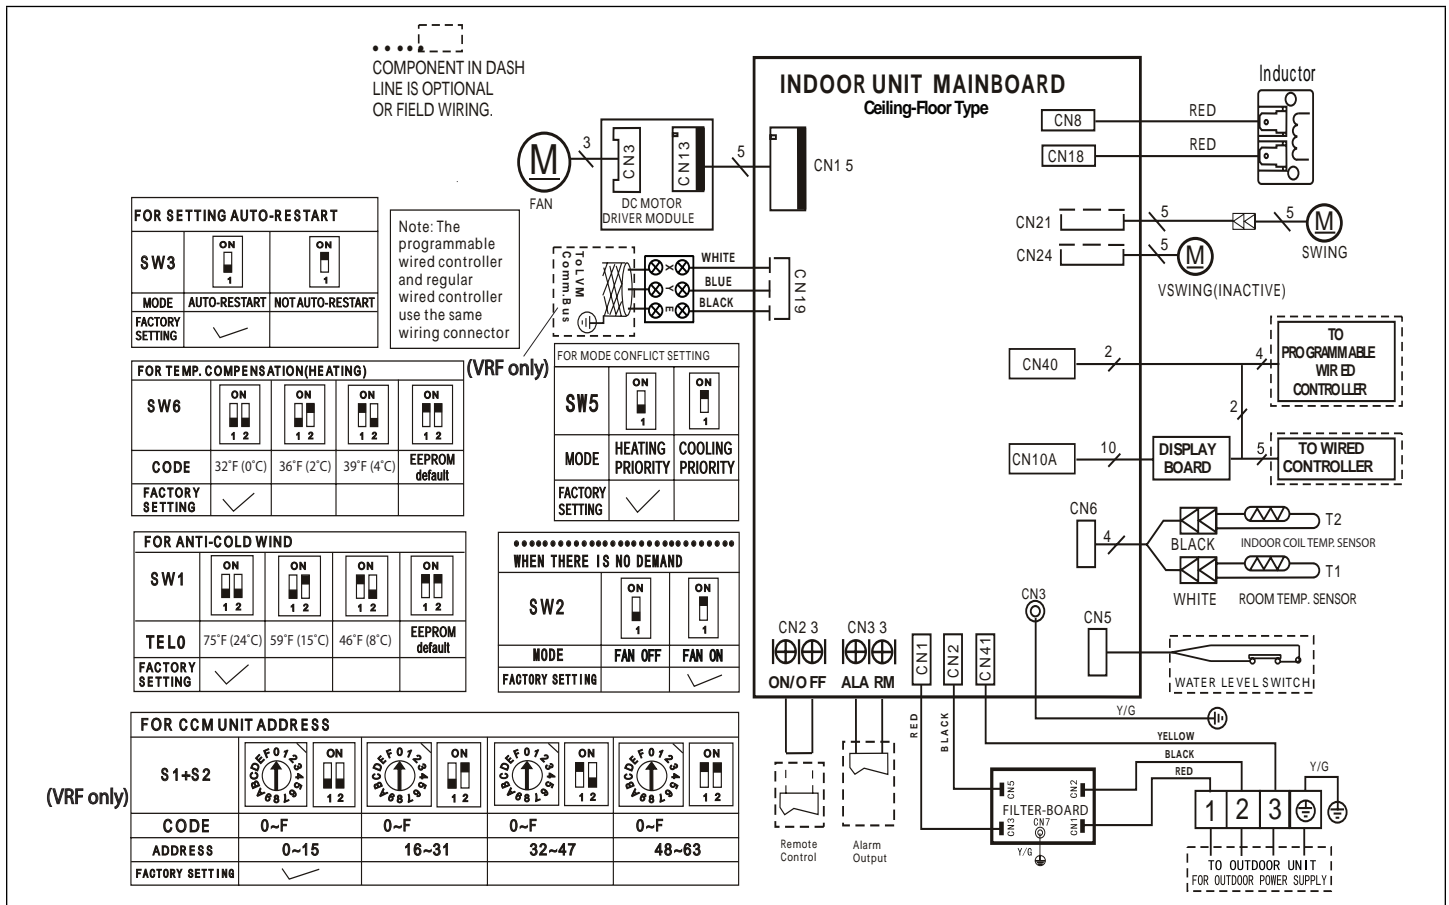 COMPONENT IN DASH
LINE IS OPTIONAL
OR FIELD WIRING.
INDOOR UNIT MAINBOARD
Ceiling-Floor Type
M
FAN
3
CN3
CN13
DC MOTOR
DRIVER MODULE
5
CN1 5
CN8
RED
CN18
RED
Inductor
CN21
5
5
M
SWING
CN24
5
M
VSWING(INACTIVE)
To LVM
Comm.Bus
X
Y
E
WHITE
BLUE
BLACK
CN19
(VRF only)
Note: The
programmable
wired controller
and regular
wired controller
use the same
wiring connector
FOR SETTING AUTO-RESTART
SW3
ON
1
ON
1
MODE
AUTO-RESTART
NOT AUTO-RESTART
FACTORY
SETTING
FOR TEMP. COMPENSATION(HEATING)
SW6
ON
1 2
ON
1 2
ON
1 2
ON
1 2
CODE
32°F (0°C)
36°F (2°C)
39°F (4°C)
EEPROM
default
FACTORY
SETTING
FOR MODE CONFLICT SETTING
SW5
ON
1
ON
1
MODE
HEATING
PRIORITY
COOLING
PRIORITY
FACTORY
SETTING
FOR ANTI-COLD WIND
SW1
ON
1 2
ON
1 2
ON
1 2
ON
1 2
TEL0
75°F (24°C)
59°F (15°C)
46°F (8°C)
EEPROM
default
FACTORY
SETTING
WHEN THERE IS NO DEMAND
SW2
ON
1
ON
1
MODE
FAN OFF
FAN ON
FACTORY SETTING
CN40
2
4
TO
PROGRAMMABLE
WIRED
CONTROLLER
2
CN10A
10
DISPLAY
BOARD
5
TO WIRED
CONTROLLER
CN6
4
BLACK
T2
INDOOR COIL TEMP. SENSOR
WHITE
T1
ROOM TEMP. SENSOR
CN3
CN5
WATER LEVEL SWITCH
CN2 3
ON/O FF
CN3 3
ALA RM
CN1
CN2
CN41
RED
BLACK
Y/G
YELLOW
BLACK
RED
Remote
Control
Alarm
Output
CN5
CN2
FILTER-BOARD
CN3
CN7
CN1
Y/G
1
2
3
Y/G
TO OUTDOOR UNIT
FOR OUTDOOR POWER SUPPLY
(VRF only)
FOR CCM UNIT ADDRESS
S1+S2
0123456789ABCDEF
ON
1 2
0123456789ABCDEF
ON
1 2
0123456789ABCDEF
ON
1 2
0123456789ABCDEF
ON
1 2
CODE
0~F
0~F
0~F
0~F
ADDRESS
0~15
16~31
32~47
48~63
FACTORY SETTING